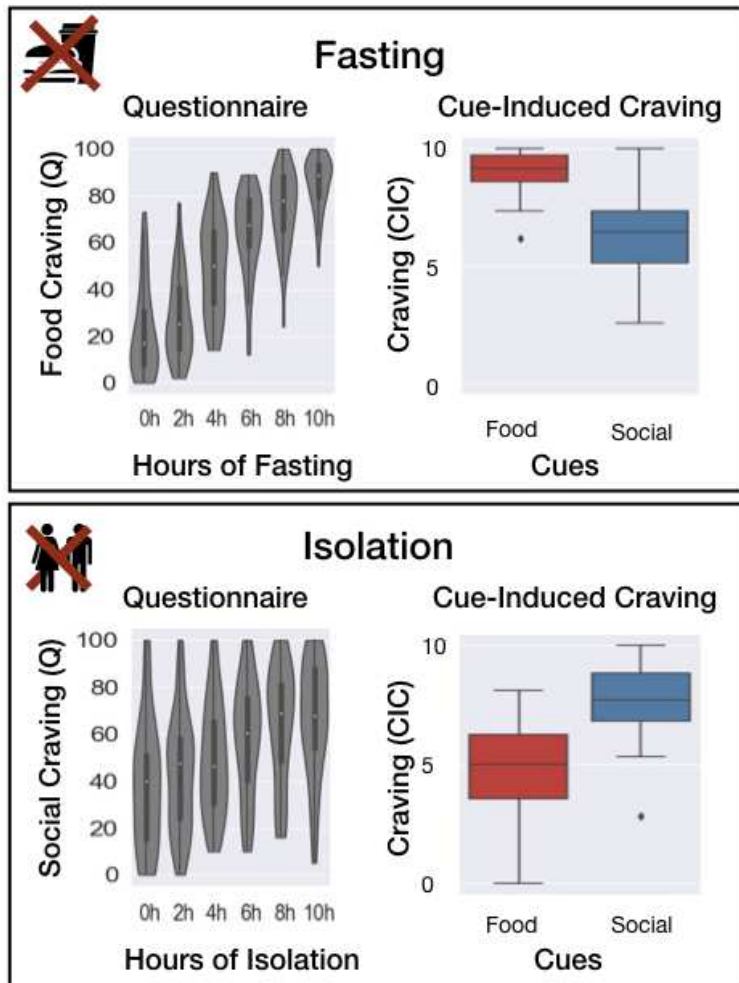 Fasting
Questionnaire
Cue-Induced Craving
Food Craving (Q)
100
80
60
40
20
0
0h 2h 4h 6h 8h 10h
Hours of Fasting
Craving (CIC)
10
5
0
Food Social
Cues
Isolation
Questionnaire
Cue-Induced Craving
Social Craving (Q)
100
80
60
40
20
0
0h 2h 4h 6h 8h 10h
Hours of Isolation
Craving (CIC)
10
5
0
Food Social
Cues